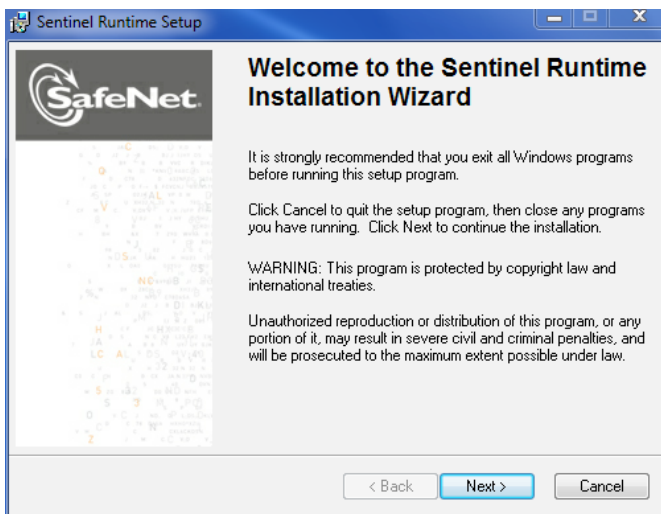 Sentinel Runtime Setup
SafeNet.
Welcome to the Sentinel Runtime
Installation Wizard
It is strongly recommended that you exit all Windows programs
before running this setup program.
Click Cancel to quit the setup program, then close any programs
you have running. Click Next to continue the installation.
WARNING: This program is protected by copyright law and
international treaties.
Unauthorized reproduction or distribution of this program, or any
portion of it, may result in severe civil and criminal penalties, and
will be prosecuted to the maximum extent possible under law.
< Back
Next >
Cancel